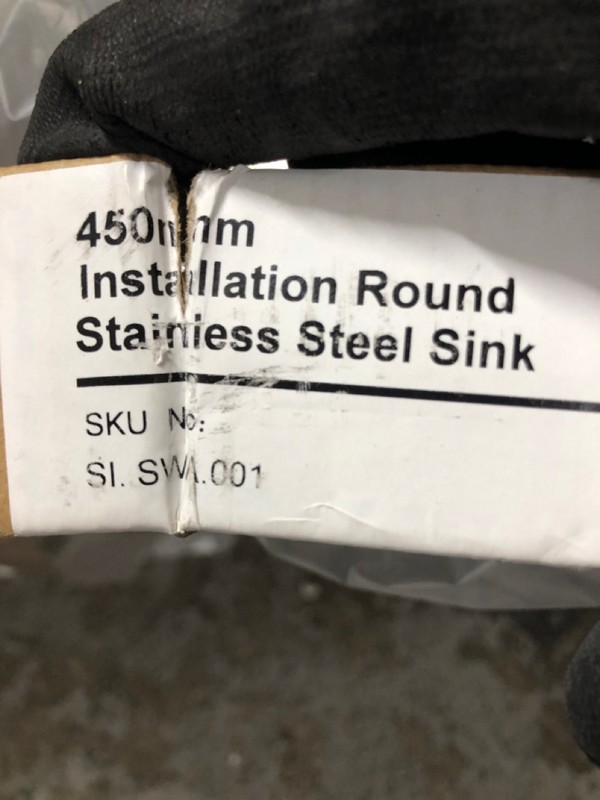 450mm
Installation Round
Stainless Steel Sink
SKU No:
SI. SWA.001